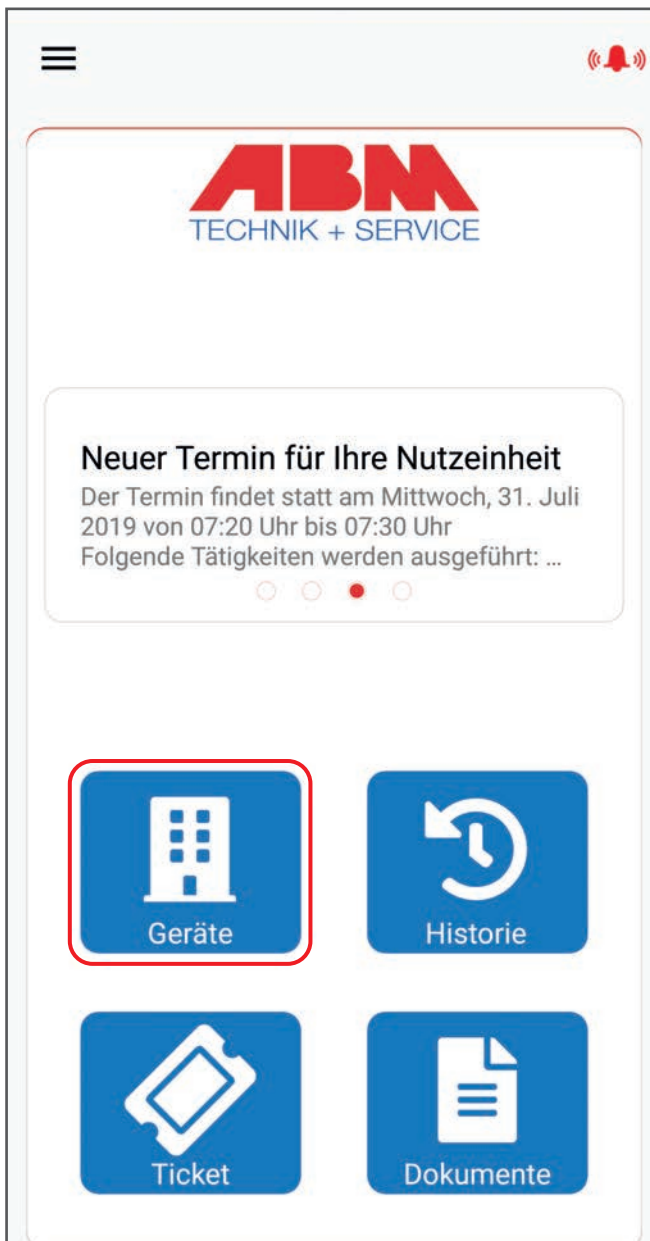 ABM
TECHNIK + SERVICE
Neuer Termin für Ihre Nutzeinheit
Der Termin findet statt am Mittwoch, 31. Juli
2019 von 07:20 Uhr bis 07:30 Uhr
Folgende Tätigkeiten werden ausgeführt: ...
Geräte
Historie
Ticket
Dokumente